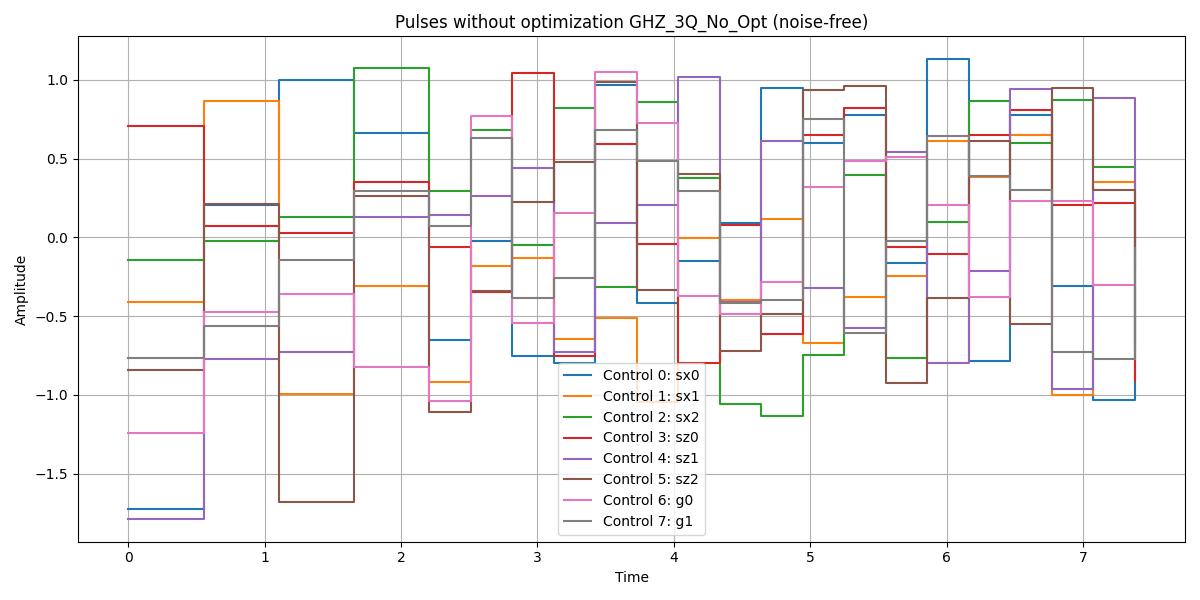 Pulses without optimization GHZ_3Q_No_Opt (noise-free)
1.0
0.5
0.0
−0.5
−1.0
−1.5
Amplitude
Control 0: sx0
Control 1: sx1
Control 2: sx2
Control 3: sz0
Control 4: sz1
Control 5: sz2
Control 6: g0
Control 7: g1
0 1 2 3 4 5 6 7
Time